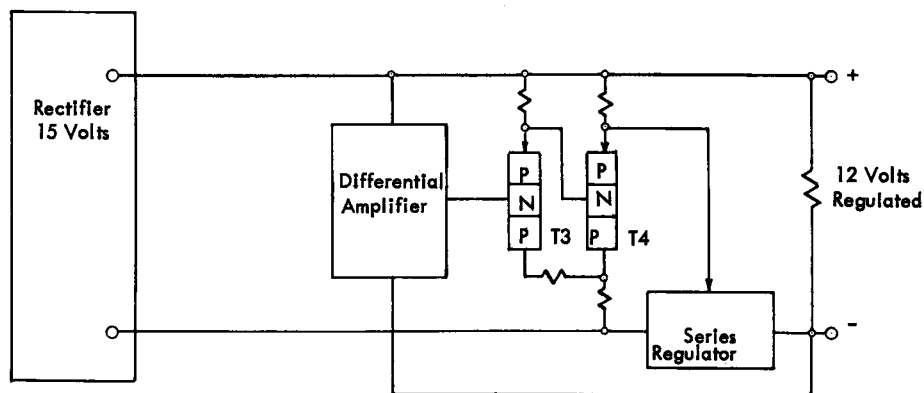 Rectifier
15 Volts
Differential
Amplifier
P
N
P
T3
P
N
P
T4
+
12 Volts
Regulated
Series
Regulator
-